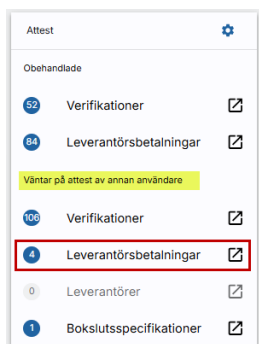 Attest
Obehandlade
52 Verifikationer
84 Leverantörsbetalningar
Väntar på attest av annan användare
106 Verifikationer
4 Leverantörsbetalningar
0 Leverantörer
1 Bokslutsspecifikationer